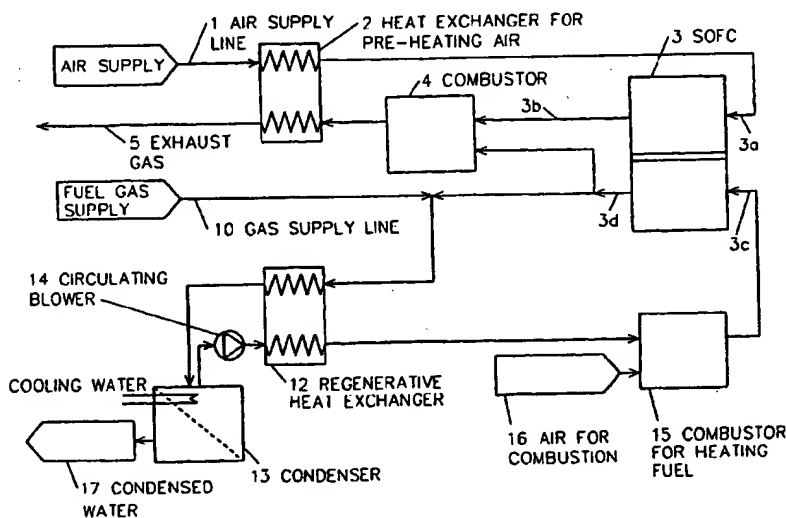 1 AIR SUPPLY
LINE
2 HEAT EXCHANGER FOR
PRE-HEATING AIR
3 SOFC
AIR SUPPLY
4 COMBUSTOR
3b
3a
5 EXHAUST
GAS
FUEL GAS
SUPPLY
10 GAS SUPPLY LINE
3d
3c
14 CIRCULATING
BLOWER
COOLING WATER
12 REGENERATIVE
HEAT EXCHANGER
16 AIR FOR
COMBUSTION
15 COMBUSTOR
FOR HEATING
FUEL
13 CONDENSER
17 CONDENSED
WATER